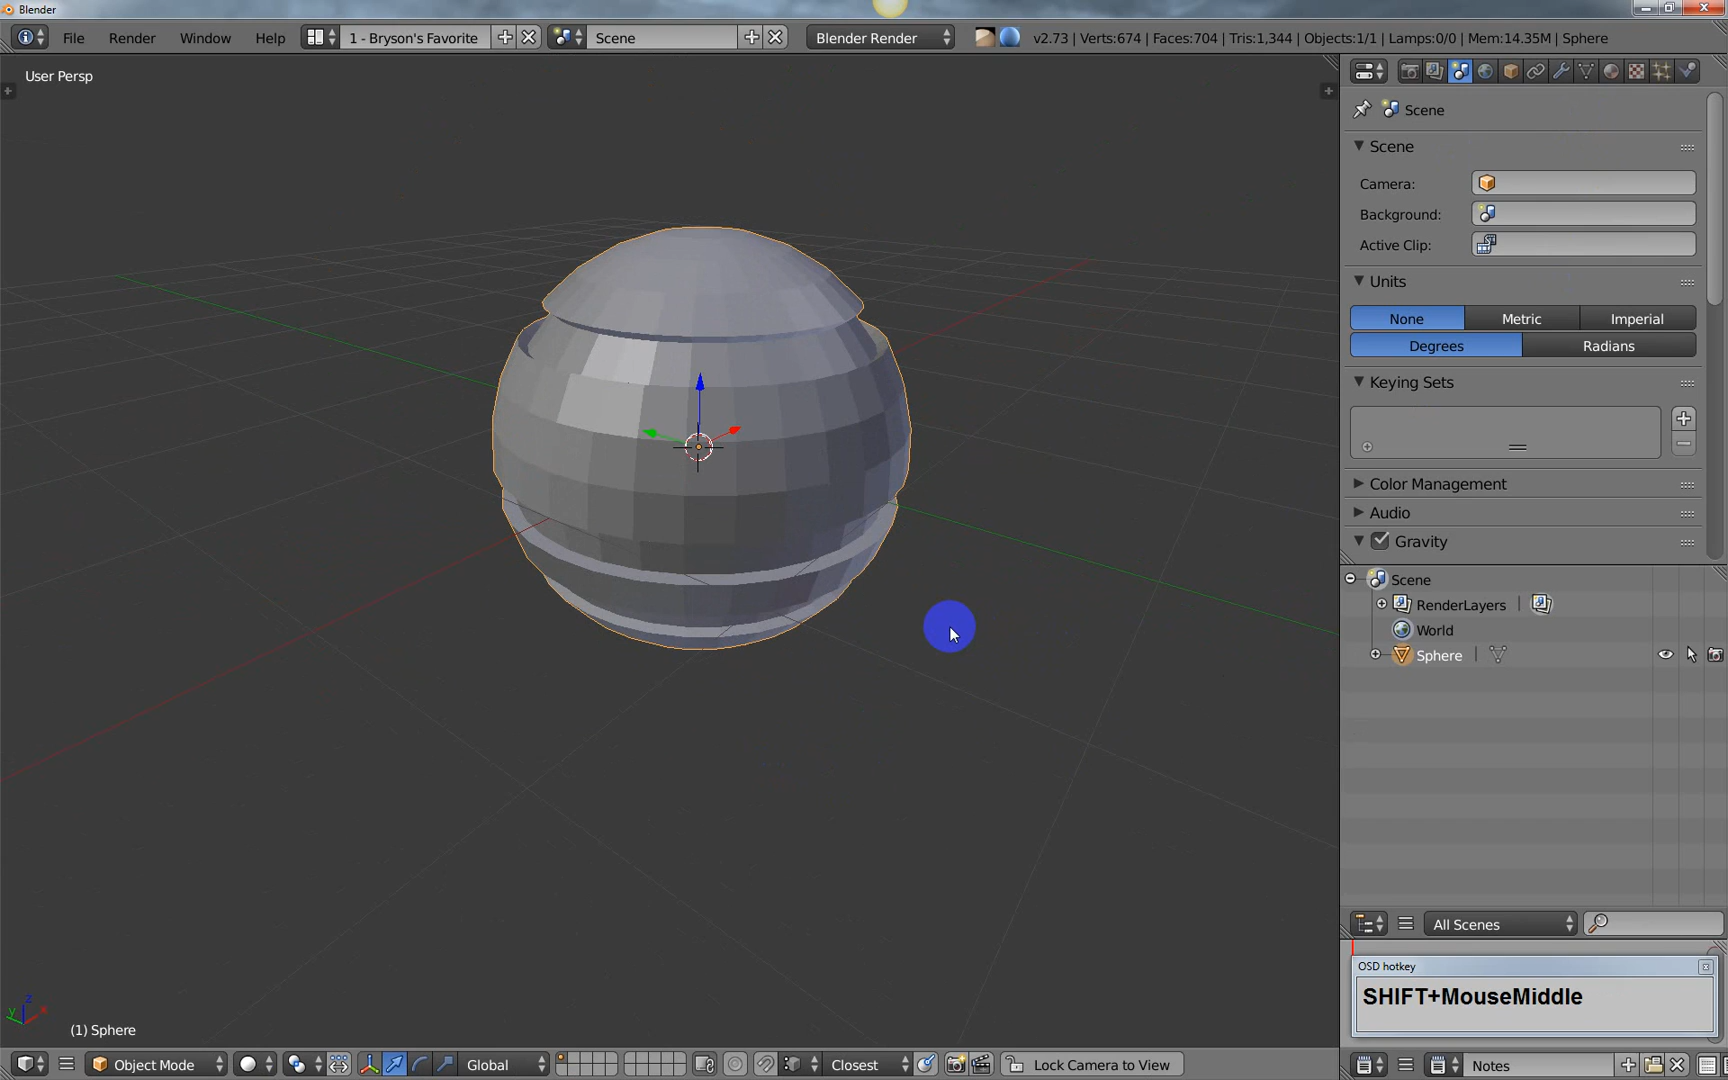 Blender
File Render Window Help 1 - Bryson's Favorite Scene Blender Render v2.73 | Verts:674 | Faces:704 | Tris:1,344 | Objects:1/1 | Lamps:0/0 | Mem:14.35M | Sphere
User Persp
Scene
Scene
Camera:
Background:
Active Clip:
Units
None Metric Imperial
Degrees Radians
Keying Sets
Color Management
Audio
Gravity
Scene
RenderLayers
World
Sphere
All Scenes
OSD hotkey
SHIFT+MouseMiddle
(1) Sphere
Object Mode Global Closest Lock Camera to View Notes